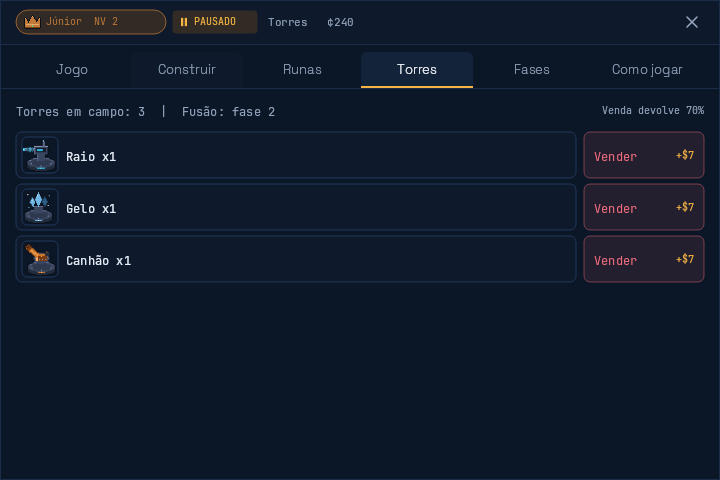 Júnior NV 2 PAUSADO Torres ¢240
Jogo Construir Runas Torres Fases Como jogar
Torres em campo: 3 | Fusão: fase 2 Venda devolve 70%
Raio x1 Vender +$7
Gelo x1 Vender +$7
Canhão x1 Vender +$7